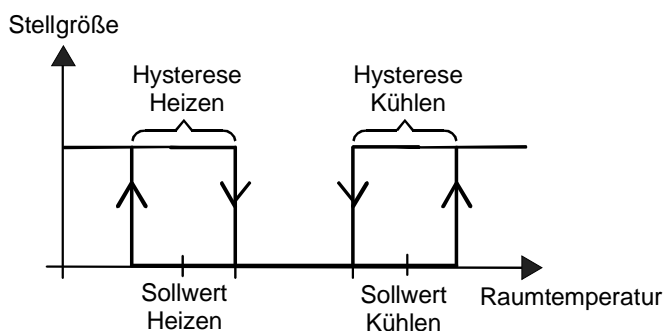 Stellgröße
Hysterese
Heizen
Hysterese
Kühlen
Sollwert
Heizen
Sollwert
Kühlen
Raumtemperatur